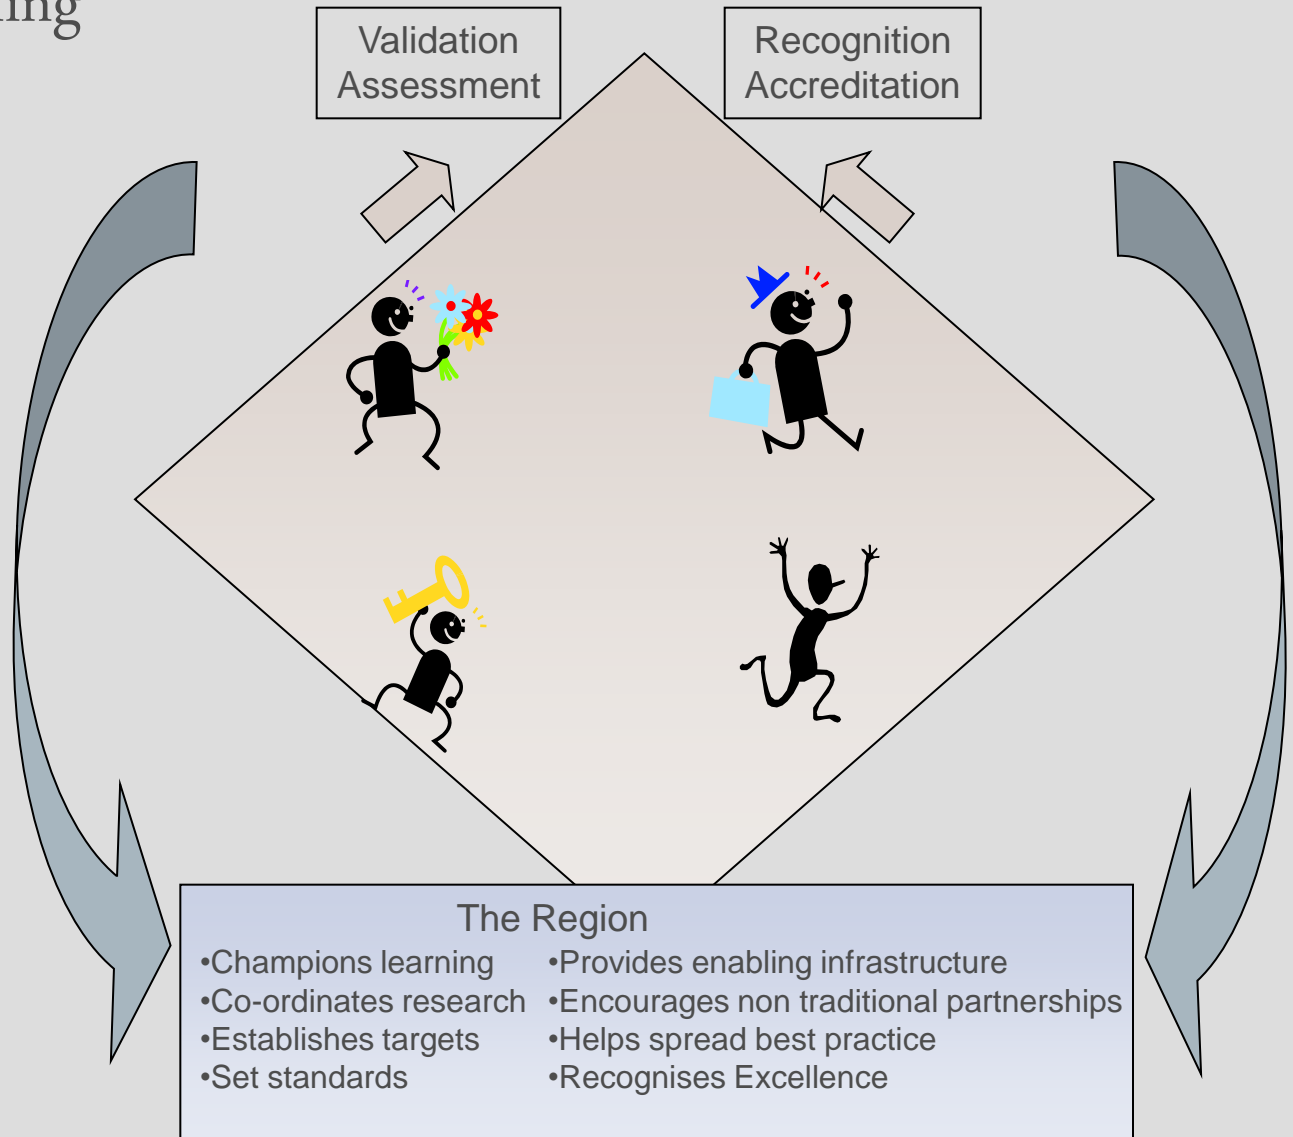 Validation
Assessment
Recognition
Accreditation
The Region
•Champions learning
•Co-ordinates research
•Establishes targets
•Set standards
•Provides enabling infrastructure
•Encourages non traditional partnerships
•Helps spread best practice
•Recognises Excellence